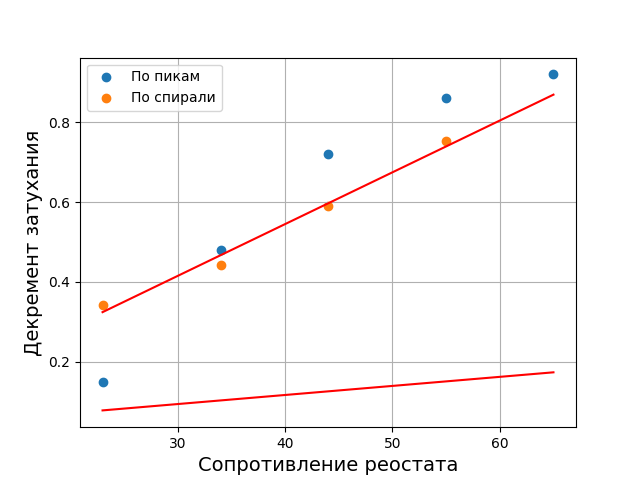 По пикам
По спирали
0.8
0.6
0.4
0.2
30 40 50 60
Декремент затухания
Сопротивление реостата